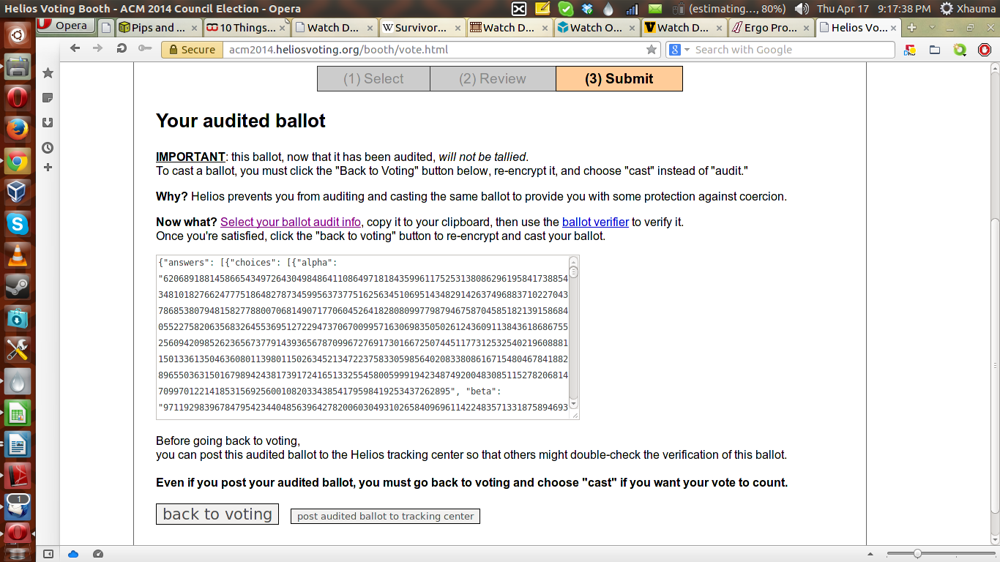 Helios Voting Booth - ACM 2014 Council Election - Opera
(estimating..., 80%)
Thu Apr 17
9:17:38 PM
Xhauma
Opera
Pips and ...
10 Things...
Watch D...
Survivor...
Watch D...
Watch O...
Watch D...
Ergo Pro...
Helios Vo...
Secure
acm2014.heliosvoting.org/booth/vote.html
Search with Google
(1) Select
(2) Review
(3) Submit
Your audited ballot
IMPORTANT: this ballot, now that it has been audited, will not be tallied.
To cast a ballot, you must click the "Back to Voting" button below, re-encrypt it, and choose "cast" instead of "audit."
Why? Helios prevents you from auditing and casting the same ballot to provide you with some protection against coercion.
Now what? Select your ballot audit info, copy it to your clipboard, then use the ballot verifier to verify it.
Once you're satisfied, click the "back to voting" button to re-encrypt and cast your ballot.
{"answers": [{"choices": [{"alpha":
"6206891881458665434972643049848641108649718184359961175253138086296195841738854
34810182766247775186482787345995637377516256345106951434829142637496883710227043
78685380794815827788007068149071770604526418280809977987946758704585182139158684
05522758206356832645536951272294737067009957163069835050261243609113843618686755
25609420985262365673779143936567870996727691730166725074451177312532540219608881
15013361350463608011398011502634521347223758330598564020833808616715480467841882
89655036315016798942438173917241651332554580059991942348749200483085115278206814
709970122141853156925600108203343854179598419253437262895", "beta":
"97119298396784795423440485639642782006030493102658409696114224835713318758​94693
Before going back to voting,
you can post this audited ballot to the Helios tracking center so that others might double-check the verification of this ballot.
Even if you post your audited ballot, you must go back to voting and choose "cast" if you want your vote to count.
back to voting
post audited ballot to tracking center
1